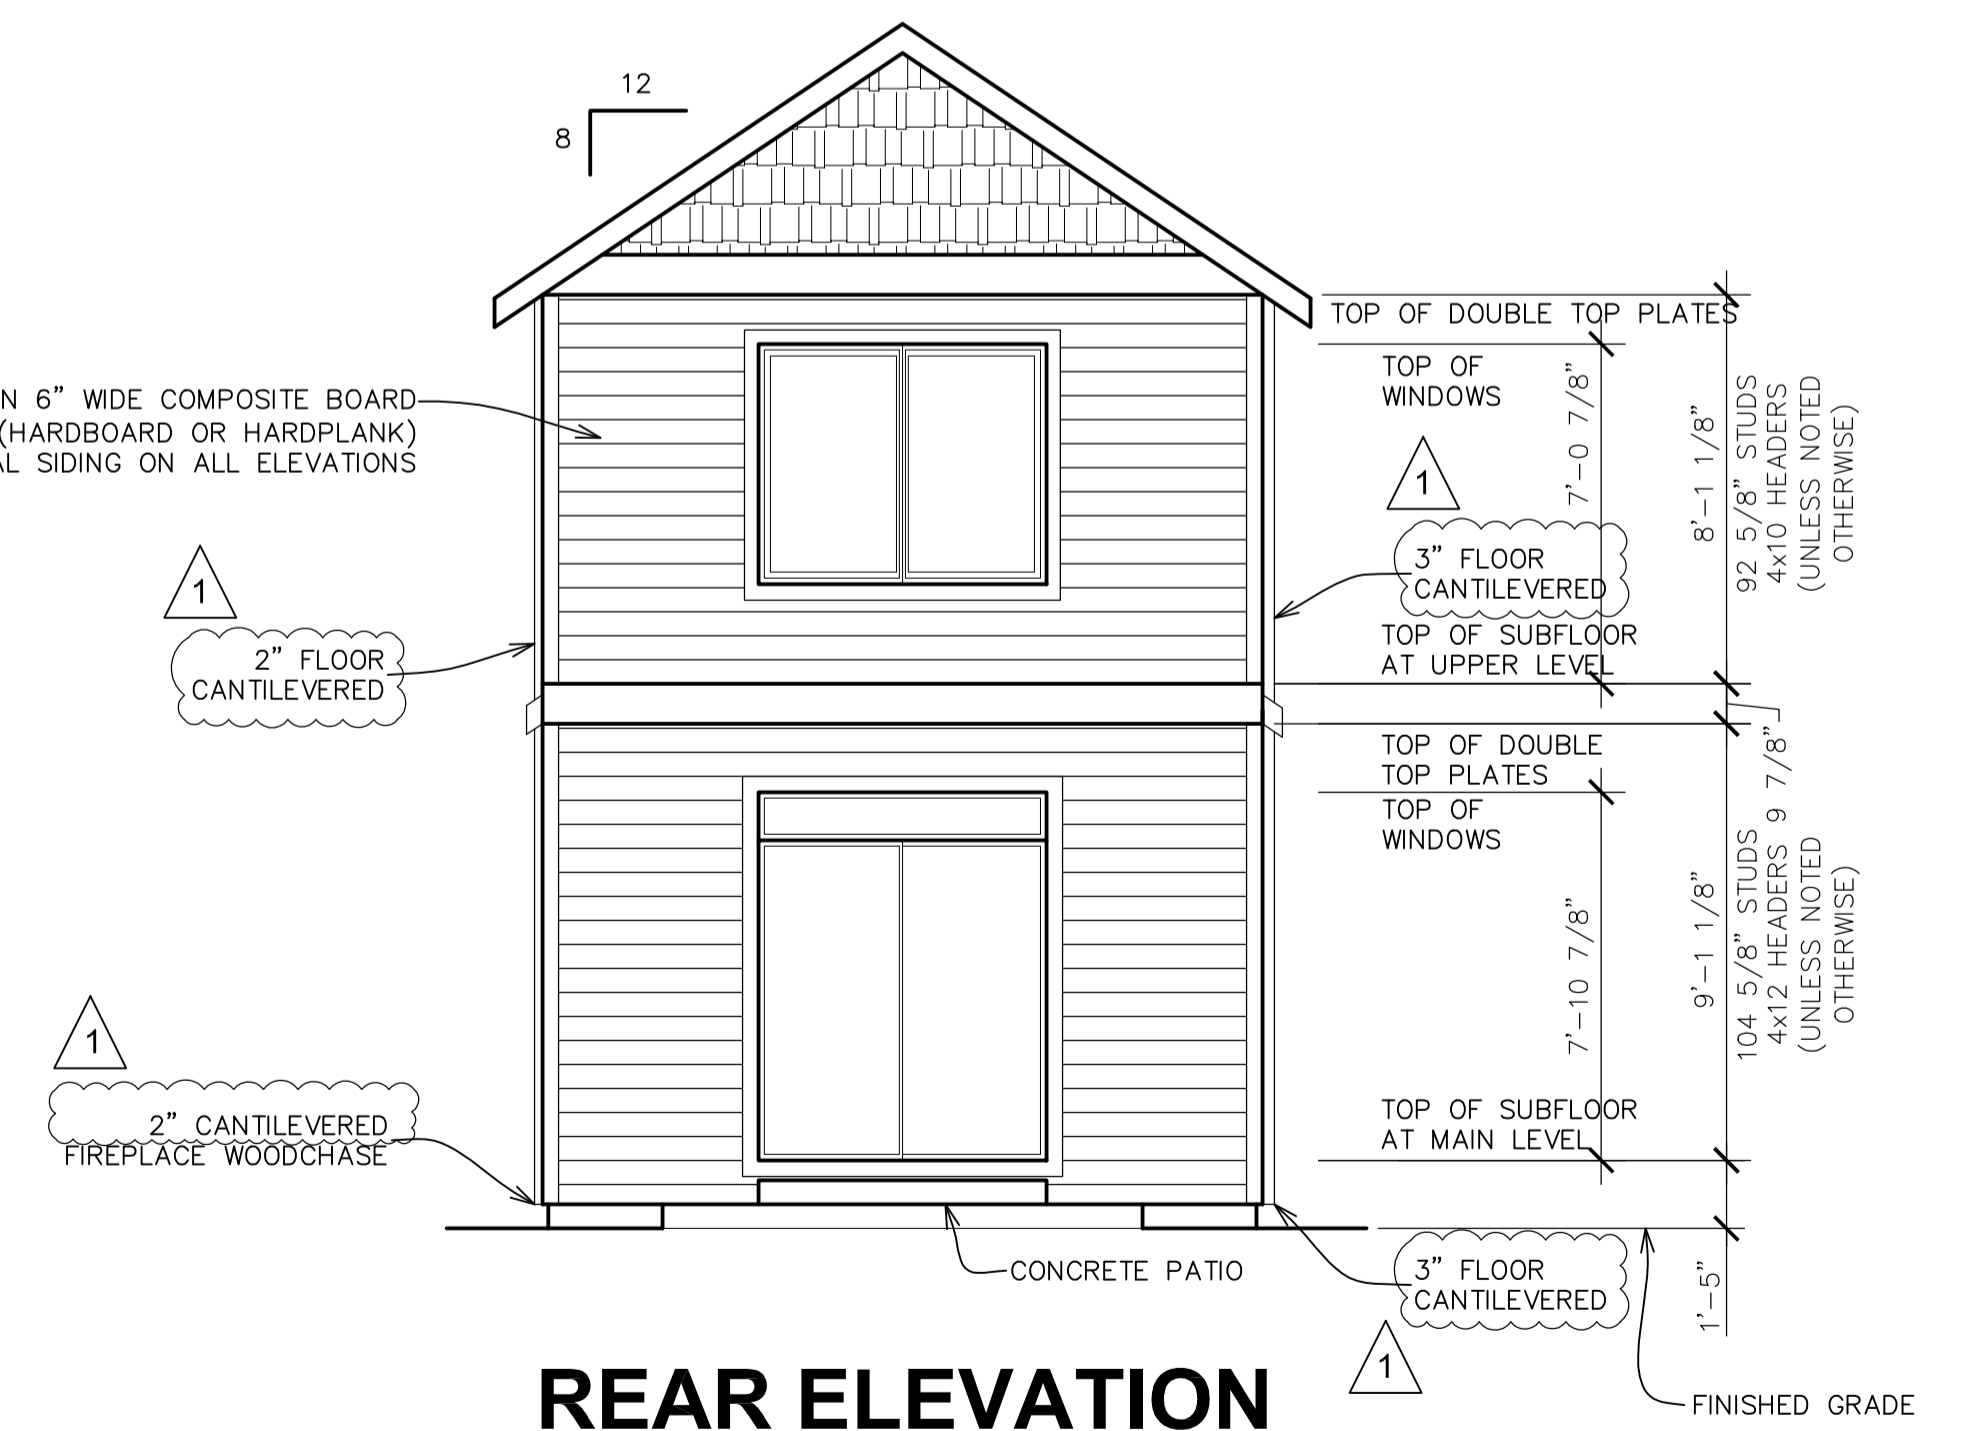 12
8
TOP OF DOUBLE TOP PLATES
TOP OF
WINDOWS
7'-0 7/8"
8'-1 1/8"
92 5/8" STUDS
4x10 HEADERS
(UNLESS NOTED
OTHERWISE)
6" WIDE COMPOSITE BOARD
(HARDBOARD OR HARDPLANK)
SIDING ON ALL ELEVATIONS
1
3" FLOOR
CANTILEVERED
1
2" FLOOR
CANTILEVERED
TOP OF SUBFLOOR
AT UPPER LEVEL
TOP OF DOUBLE
TOP PLATES
TOP OF
WINDOWS
7'-10 7/8"
9'-1 1/8"
104 5/8" STUDS
4x12 HEADERS 9 7/8"
(UNLESS NOTED
OTHERWISE)
1
2" CANTILEVERED
FIREPLACE WOODCHASE
TOP OF SUBFLOOR
AT MAIN LEVEL
CONCRETE PATIO
3" FLOOR
CANTILEVERED
1
1'-5"
FINISHED GRADE
REAR ELEVATION